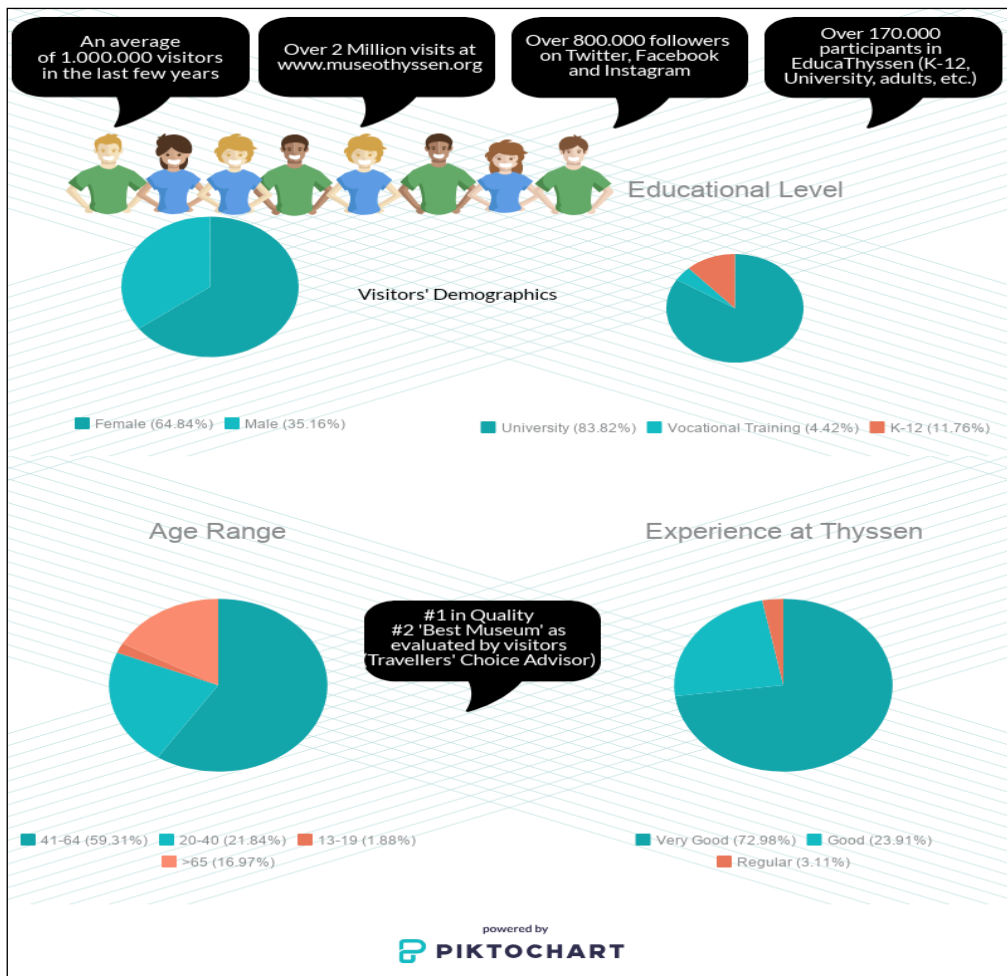 An average
of 1.000.000 visitors
in the last few years
Over 2 Million visits at
www.museothyssen.org
Over 800.000 followers
on Twitter, Facebook
and Instagram
Over 170.000
participants in
EducaThyssen (K-12,
University, adults, etc.)
Educational Level
Visitors' Demographics
Female (64.84%) Male (35.16%)
University (83.82%) Vocational Training (4.42%) K-12 (11.76%)
Age Range
Experience at Thyssen
#1 in Quality
#2 'Best Museum' as
evaluated by visitors
(Travellers' Choice Advisor)
41-64 (59.31%) 20-40 (21.84%) 13-19 (1.88%)
>65 (16.97%)
Very Good (72.98%) Good (23.91%)
Regular (3.11%)
powered by
PIKTOCHART